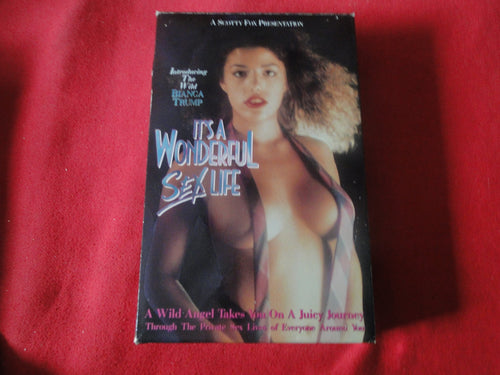 A Scotty Fox Presentation
Introducing
The
Wild
BIANCA
TRUMP
IT'S A
WONDERFUL
SEX LIFE
A Wild Angel Takes You On A Juicy Journey
Through The Private Sex Lives of Everyone Around You